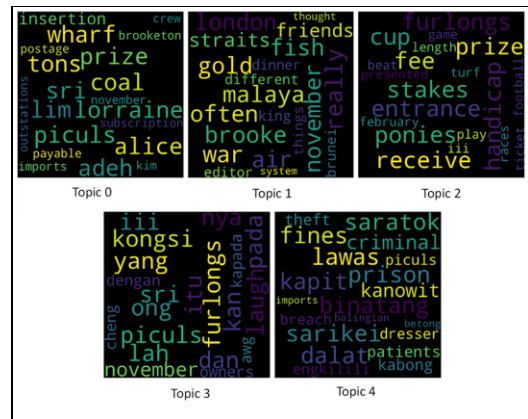 insertion crew
wharf brooketon
postage prize
tons
sri coal
november
lim lorraine
outstations subscription
piculs
payable alice
imports adeh kim
Topic 0
london thought
friends
straits fish
gold dinner
different
malaya really
often king things
november
brooke brunei
war air
editor system
Topic 1
furlongs
cup game
fee prize
beat length
presented turf
stakes handicap
entrance football
february races
ponies play tickets
iii
receive
Topic 2
iii nya
kongsi kapada pada
yang itu
dengan furlongs kan laugh
sri
ong
cheng piculs
lah dan awg
november owners
Topic 3
theft saratok
fines criminal
lawas piculs
kapit prison
imports kanowit
binatang
breach balingian betong
sarikei dresser
dalat patients
engkilili kabong
Topic 4